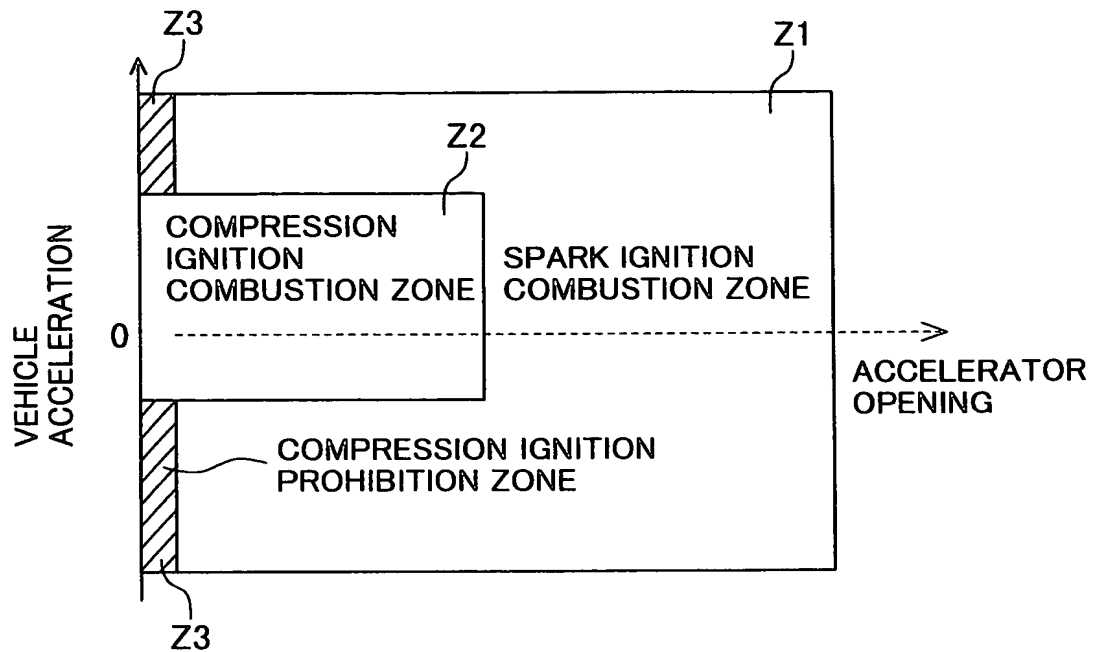 Z3
Z1
Z2
COMPRESSION
IGNITION
COMBUSTION ZONE
SPARK IGNITION
COMBUSTION ZONE
VEHICLE
ACCELERATION
0
ACCELERATOR
OPENING
COMPRESSION IGNITION
PROHIBITION ZONE
Z3